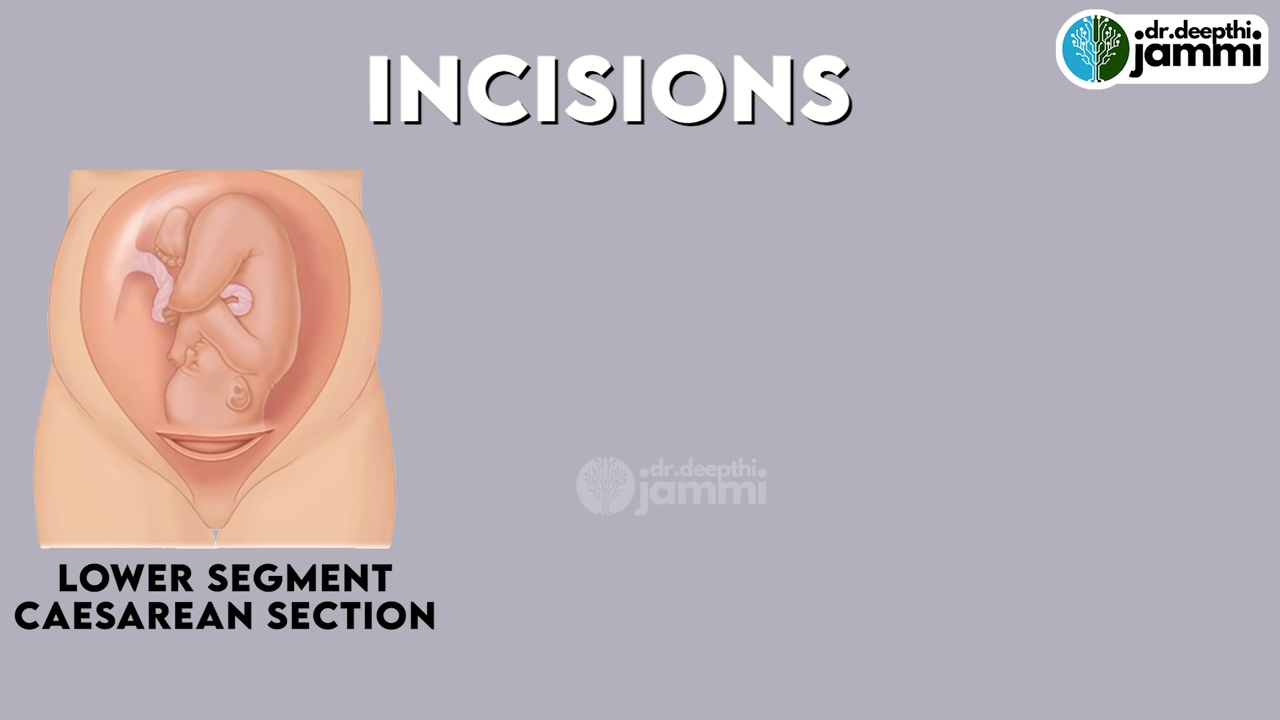 dr.deepthi
jammi
INCISIONS
dr.deepthi
jammi
LOWER SEGMENT
CAESAREAN SECTION